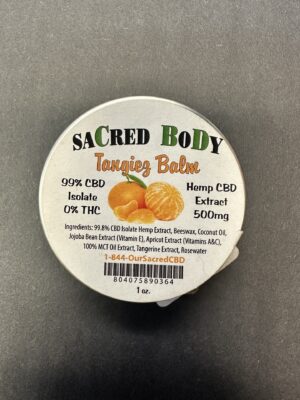 SACRED BODY
Tangiez Balm
99% CBD
Isolate
0% THC
Hemp CBD
Extract
500mg
Ingredients: 99.8% CBD Isolate Hemp Extract, Beeswax, Coconut Oil,
Jojoba Bean Extract (Vitamin E), Apricot Extract (Vitamins A&C),
100% MCT Oil Extract, Tangerine Extract, Rosewater
1-844-OurSacredCBD
804075890364
1 oz.